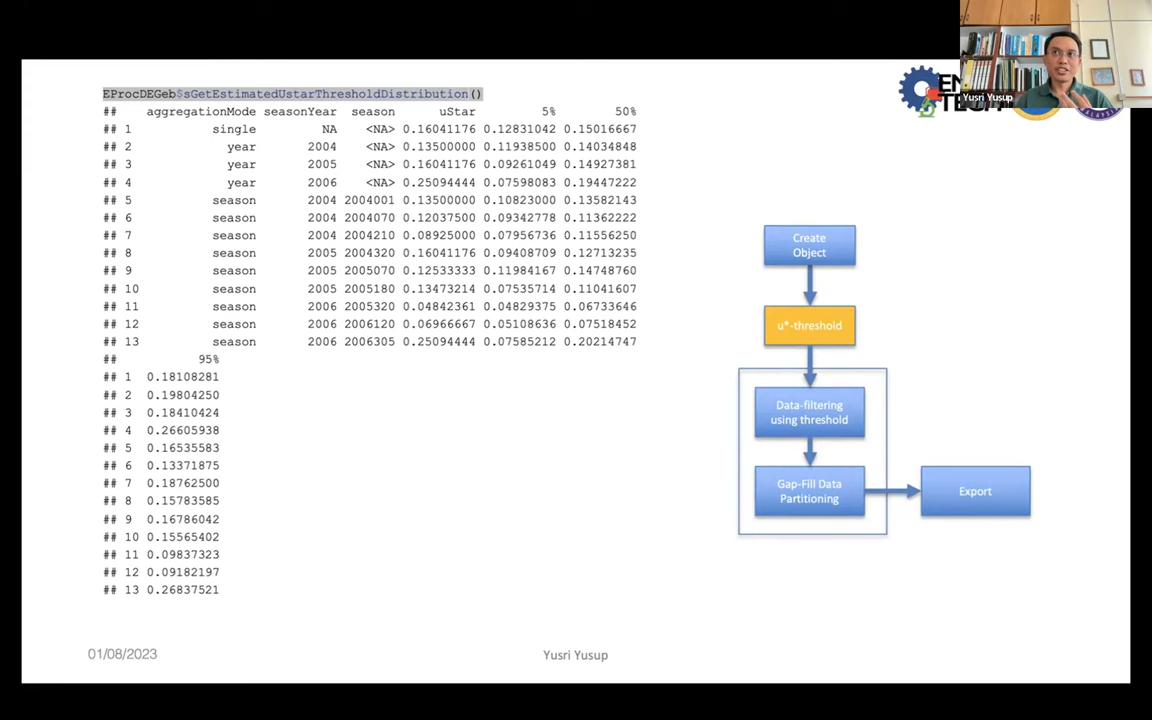 EProcDEGeb$sGetEstimatedUstarThresholdDistribution()
## aggregationMode seasonYear season uStar 5% 50%
## 1 single NA <NA> 0.16041176 0.12831042 0.15016667
## 2 year 2004 <NA> 0.13500000 0.11938500 0.14034848
## 3 year 2005 <NA> 0.16041176 0.09261049 0.14927381
## 4 year 2006 <NA> 0.25094444 0.07598083 0.19447222
## 5 season 2004 2004001 0.13500000 0.10823000 0.13582143
## 6 season 2004 2004070 0.12037500 0.09342778 0.11362222
## 7 season 2004 2004210 0.08925000 0.07956736 0.11556250
## 8 season 2005 2004320 0.16041176 0.09408709 0.12713235
## 9 season 2005 2005070 0.12533333 0.11984167 0.14748760
## 10 season 2005 2005180 0.13473214 0.07535714 0.11041607
## 11 season 2006 2005320 0.04842361 0.04829375 0.06733646
## 12 season 2006 2006120 0.06966667 0.05108636 0.07518452
## 13 season 2006 2006305 0.25094444 0.07585212 0.20214747
## 95%
## 1 0.18108281
## 2 0.19804250
## 3 0.18410424
## 4 0.26605938
## 5 0.16535583
## 6 0.13371875
## 7 0.18762500
## 8 0.15783585
## 9 0.16786042
## 10 0.15565402
## 11 0.09837323
## 12 0.09182197
## 13 0.26837521
Create
Object
u*-threshold
Data-filtering
using threshold
Gap-Fill Data
Partitioning
Export
01/08/2023
Yusri Yusup
Yusri Yusup